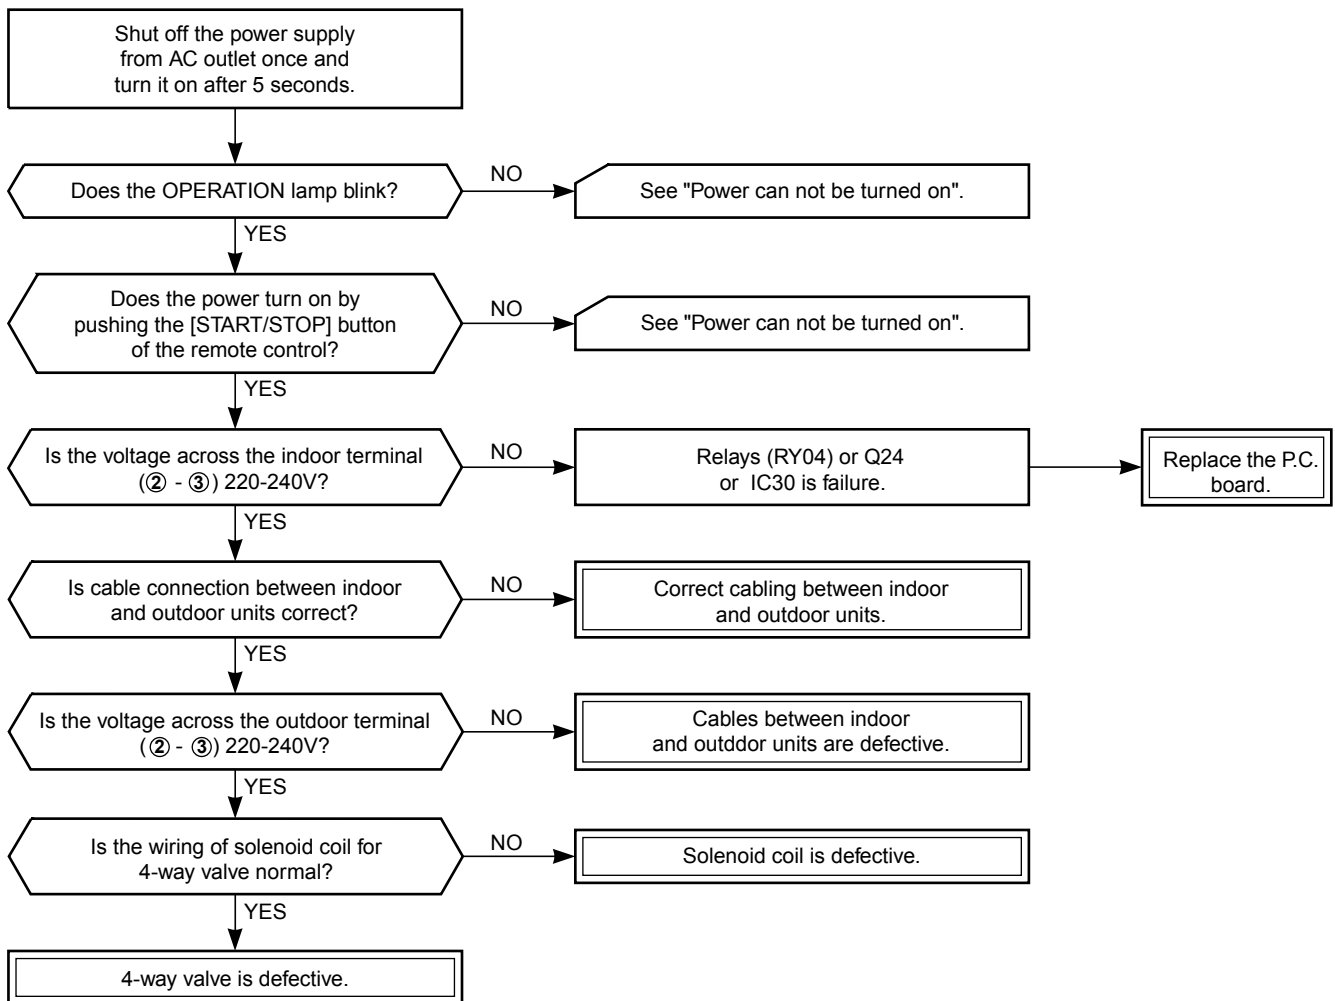 Shut off the power supply
from AC outlet once and
turn it on after 5 seconds.
Does the OPERATION lamp blink?
NO
See "Power can not be turned on".
YES
Does the power turn on by
pushing the [START/STOP] button
of the remote control?
NO
See "Power can not be turned on".
YES
Is the voltage across the indoor terminal
(② - ③) 220-240V?
NO
Relays (RY04) or Q24
or IC30 is failure.
Replace the P.C.
board.
YES
Is cable connection between indoor
and outdoor units correct?
NO
Correct cabling between indoor
and outdoor units.
YES
Is the voltage across the outdoor terminal
(② - ③) 220-240V?
NO
Cables between indoor
and outddor units are defective.
YES
Is the wiring of solenoid coil for
4-way valve normal?
NO
Solenoid coil is defective.
YES
4-way valve is defective.